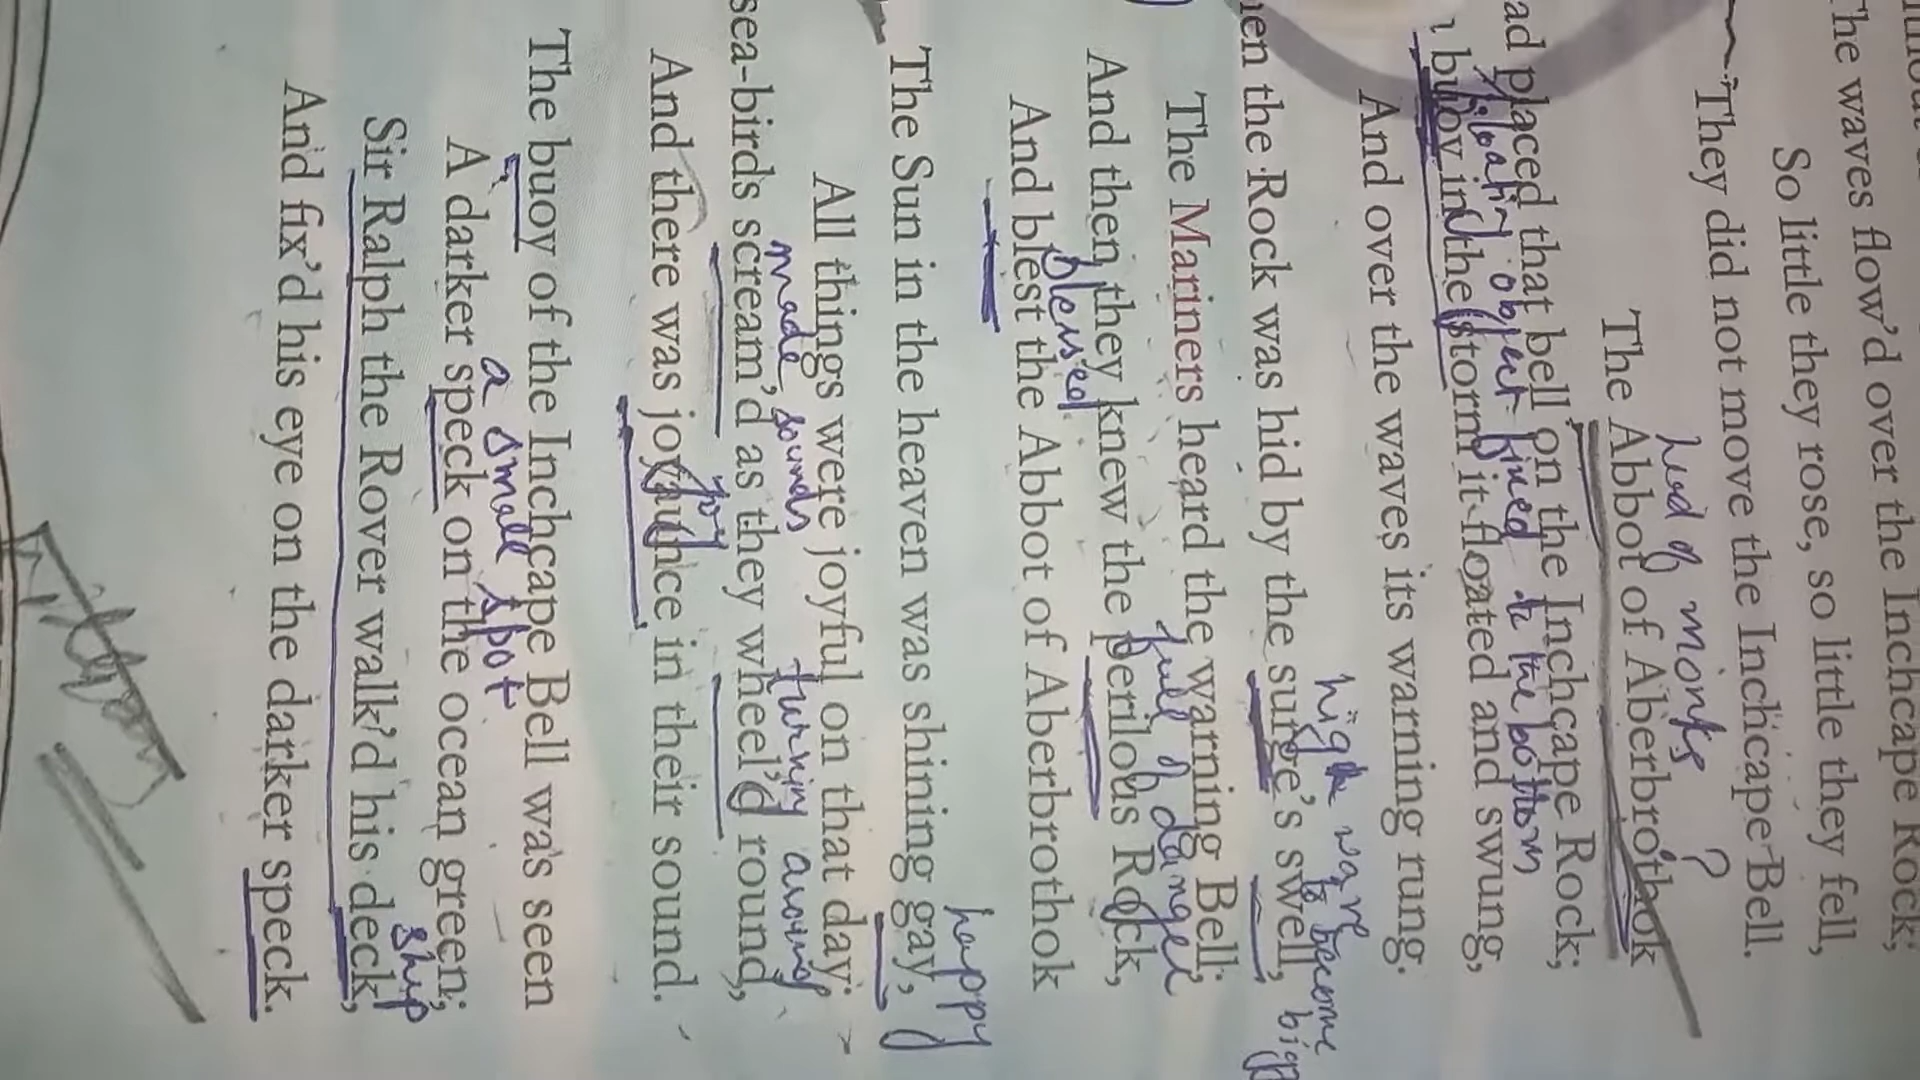 The waves flow'd over the Inchcape Rock;
So little they rose, so little they fell,
They did not move the Inchcape Bell.
head of monks
The Abbot of Aberbrothok
ad placed that bell on the Inchcape Rock;
floating object fixed to the bottom
buoy in the storm it floated and swung,
And over the waves its warning rung.
high wave to become big
en the Rock was hid by the surge's swell,
The Mariners heard the warning Bell;
full of danger
And then they knew the perilous Rock,
blessed
And blest the Abbot of Aberbrothok
happy
The Sun in the heaven was shining gay,
All things were joyful on that day;
made sounds turning around
sea-birds scream'd as they wheel'd round,
joy
And there was joyaunce in their sound.
The buoy of the Inchcape Bell was seen
a small spot
A darker speck on the ocean green;
ship
Sir Ralph the Rover walk'd his deck,
And fix'd his eye on the darker speck.